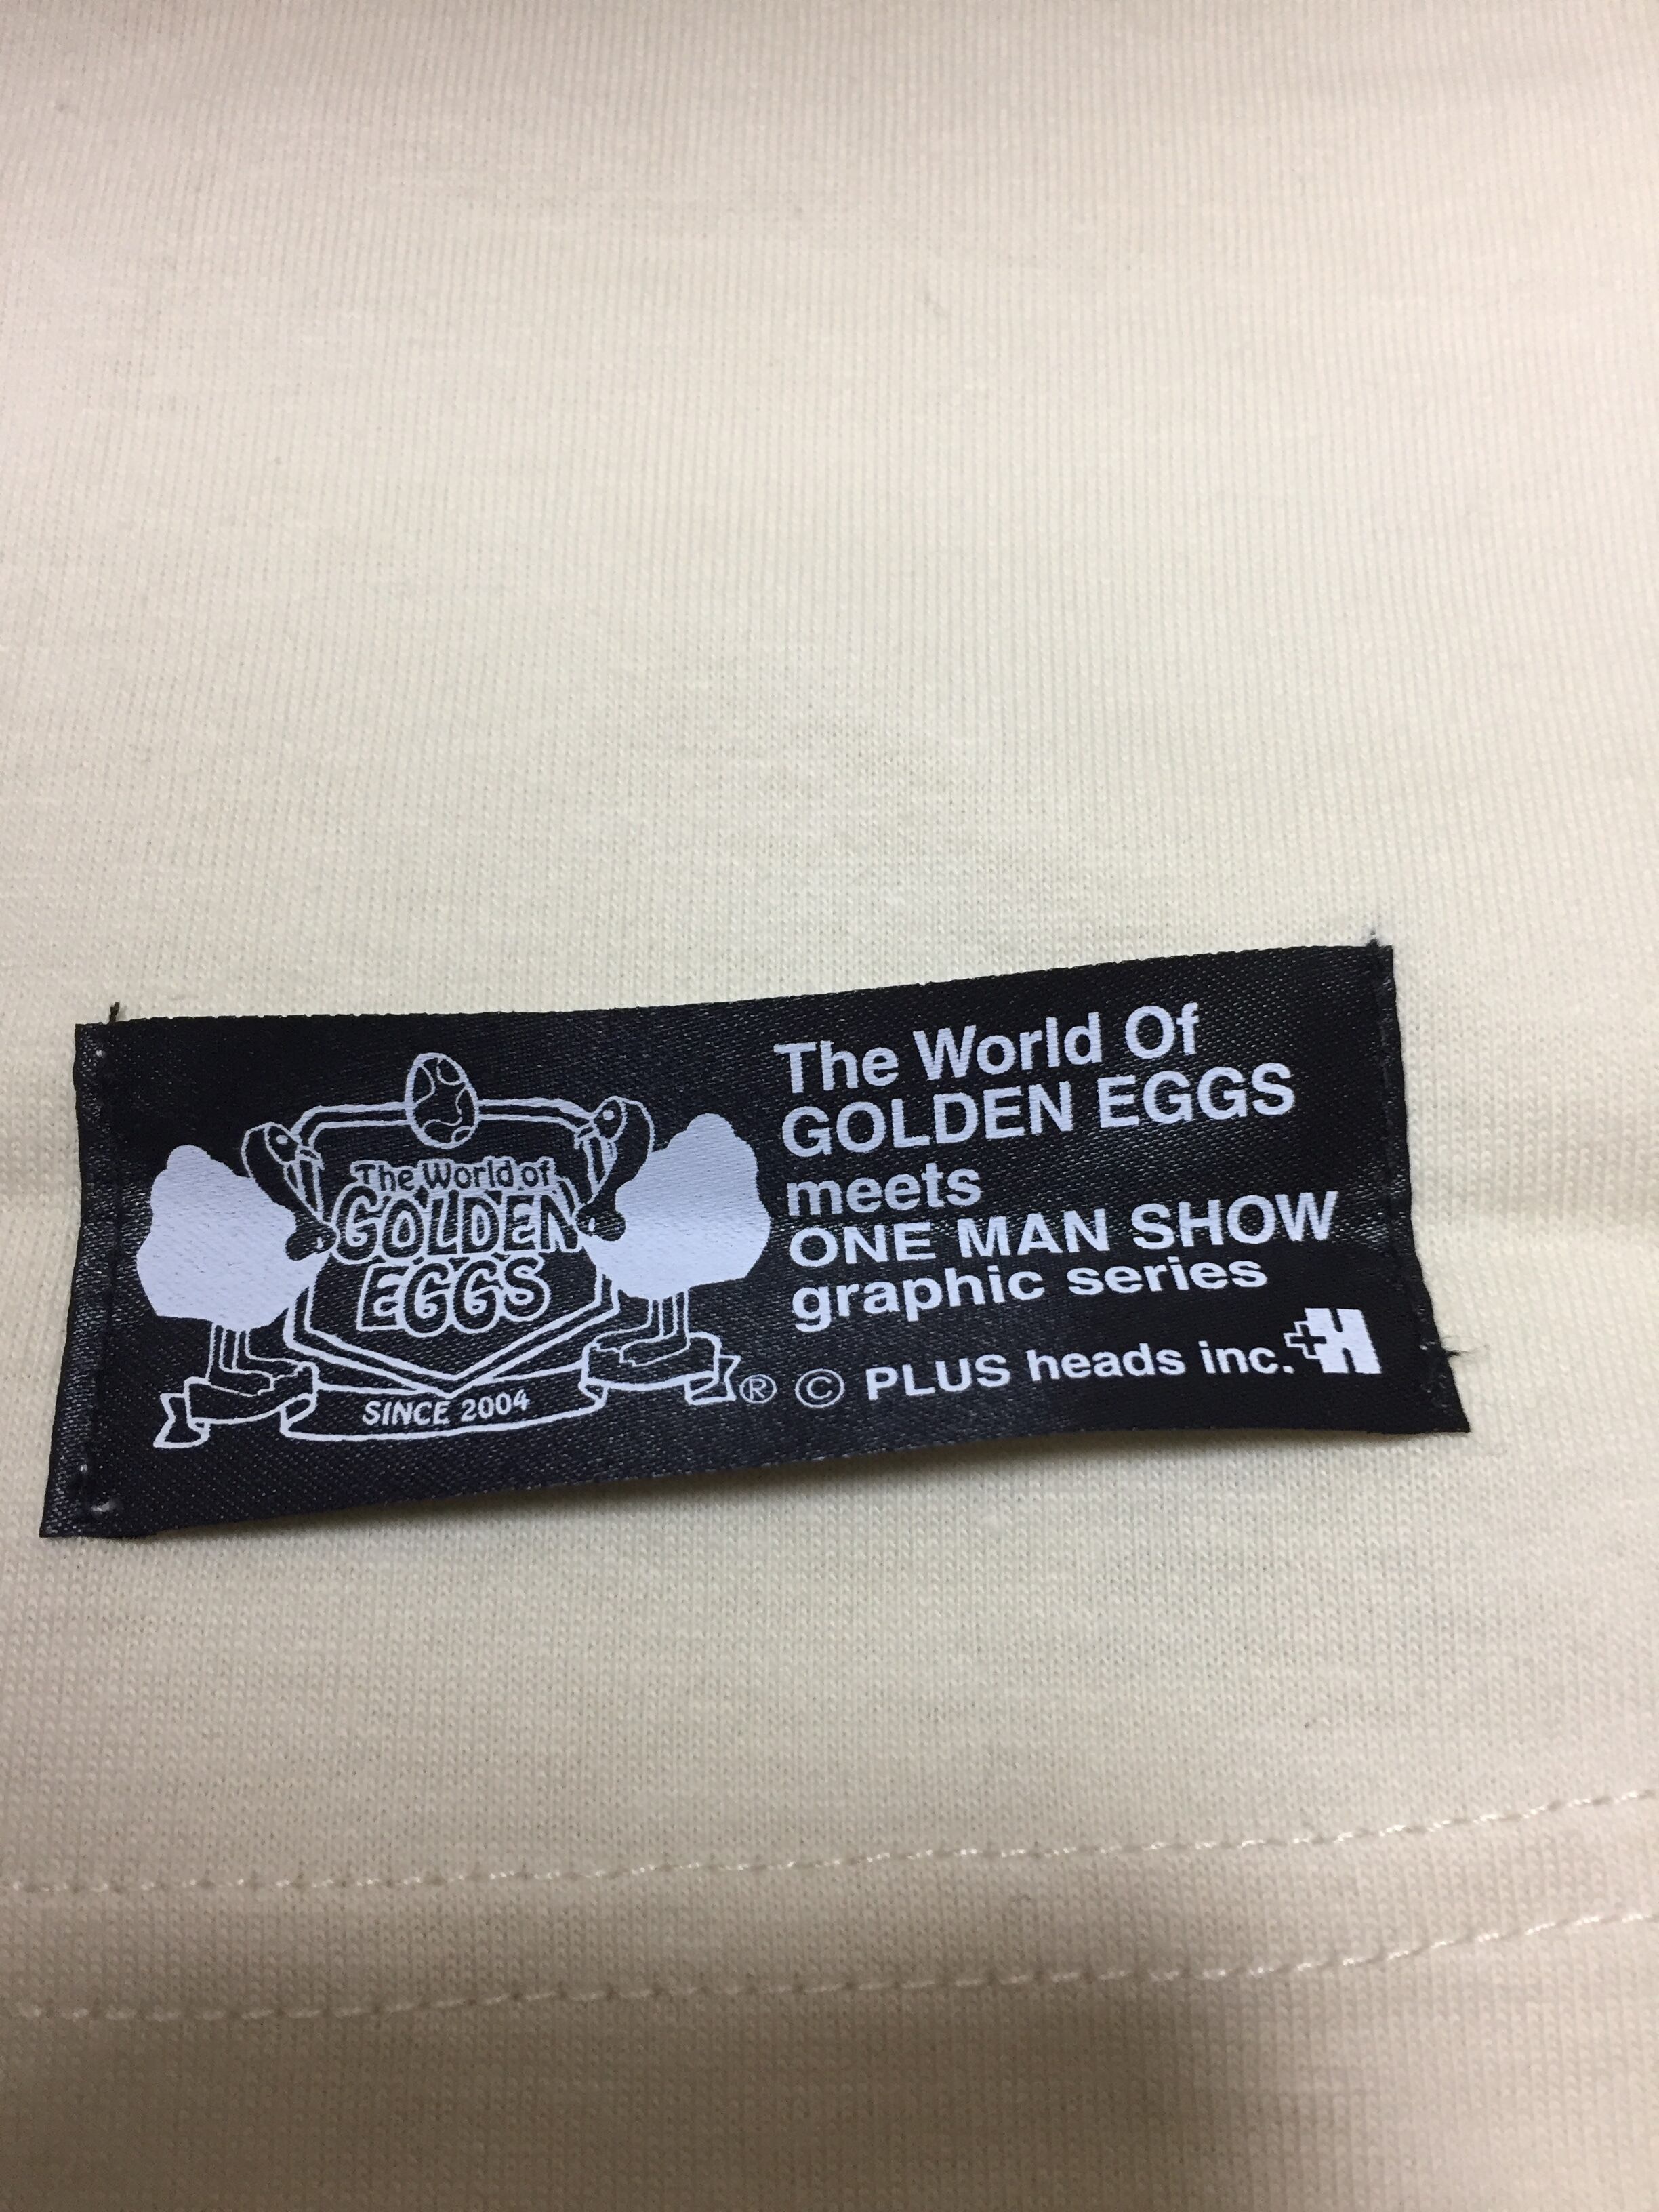 The World of
GOLDEN
EGGS
SINCE 2004
®
The World Of
GOLDEN EGGS
meets
ONE MAN SHOW
graphic series
© PLUS heads inc. +H